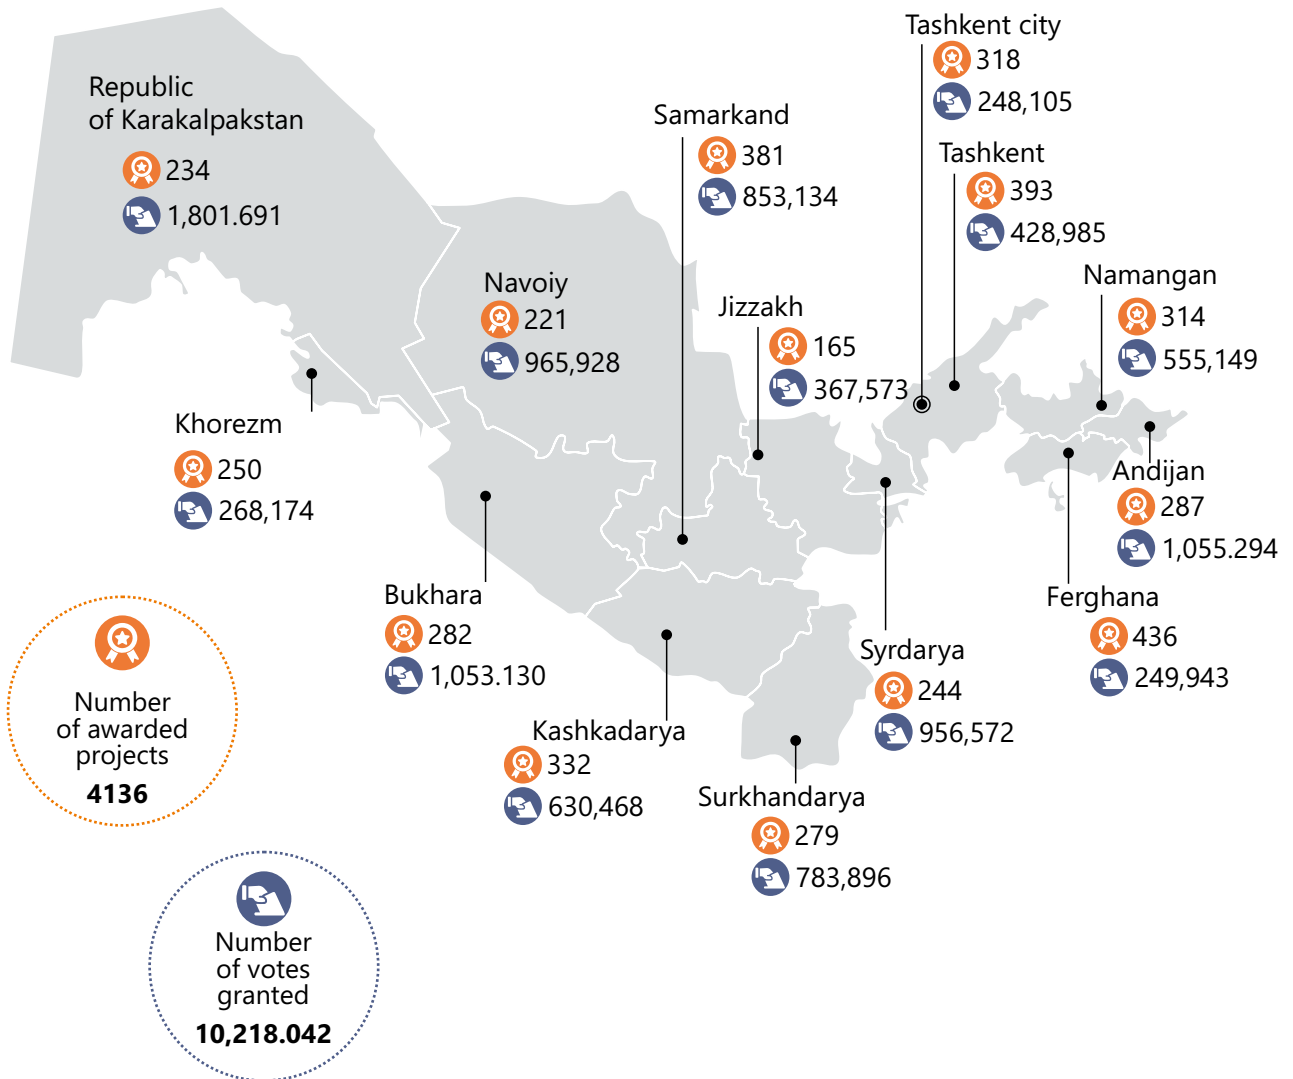 Tashkent city
318
248,105
Republic
of Karakalpakstan
234
1,801.691
Samarkand
381
853,134
Tashkent
393
428,985
Navoiy
221
965,928
Jizzakh
165
367,573
Namangan
314
555,149
Khorezm
250
268,174
Andijan
287
1,055.294
Bukhara
282
1,053.130
Ferghana
436
249,943
Syrdarya
244
956,572
Kashkadarya
332
630,468
Surkhandarya
279
783,896
Number
of awarded
projects
4136
Number
of votes
granted
10,218.042